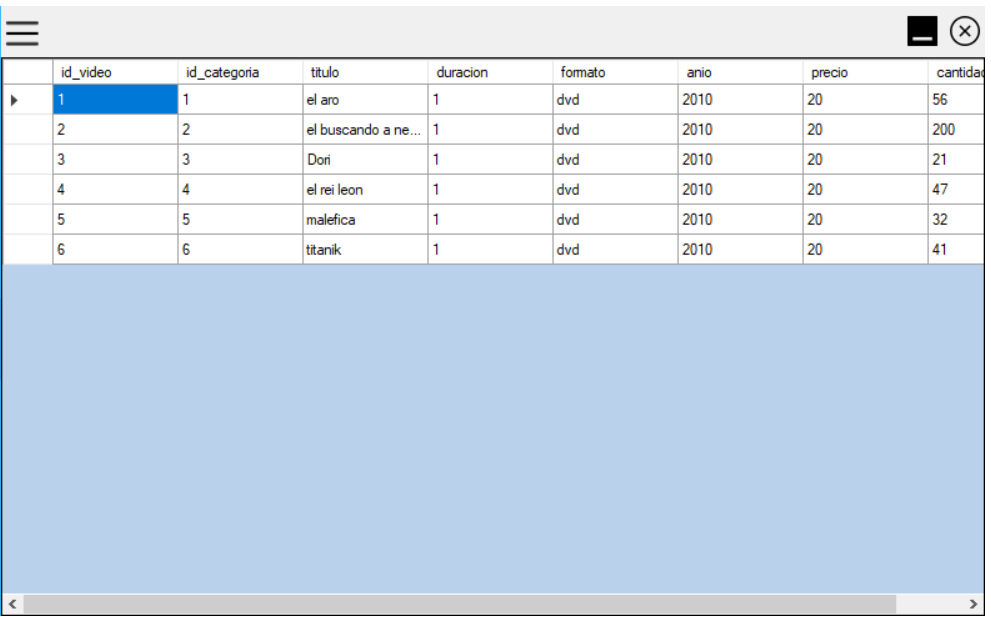 id_video id_categoria titulo duracion formato anio precio cantidad
1 1 el aro 1 dvd 2010 20 56
2 2 el buscando a ne... 1 dvd 2010 20 200
3 3 Dori 1 dvd 2010 20 21
4 4 el rei leon 1 dvd 2010 20 47
5 5 malefica 1 dvd 2010 20 32
6 6 titanik 1 dvd 2010 20 41